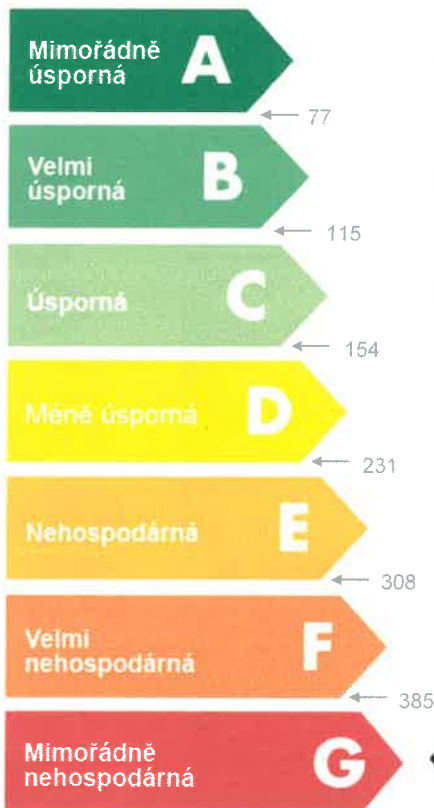 Mimořádně
úsporná
A
77
Velmi
úsporná
B
115
Úsporná
C
154
Méně úsporná
D
231
Nehospodárná
E
308
Velmi
nehospodárná
F
385
Mimořádně
nehospodárná
G